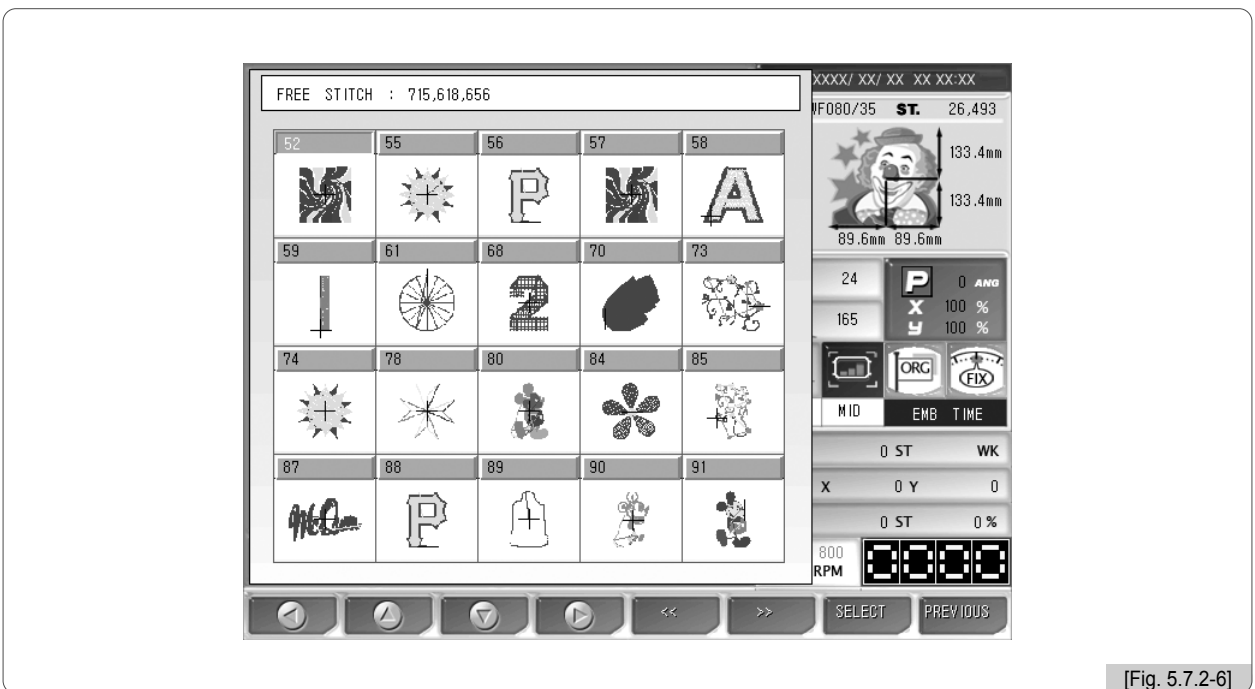 XXXX/ XX/ XX XX XX:XX
FREE STITCH : 715,618,656
WF080/35 ST. 26,493
52 55 56 57 58
133.4mm
133.4mm
89.6mm 89.6mm
59 61 68 70 73
24
P 0 ANG
X 100 %
165
Y 100 %
74 78 80 84 85
ORG
FIX
MID EMB TIME
0 ST WK
87 88 89 90 91
X 0 Y 0
0 ST 0 %
800
RPM
0000
<< >> SELECT PREVIOUS
[Fig. 5.7.2-6]